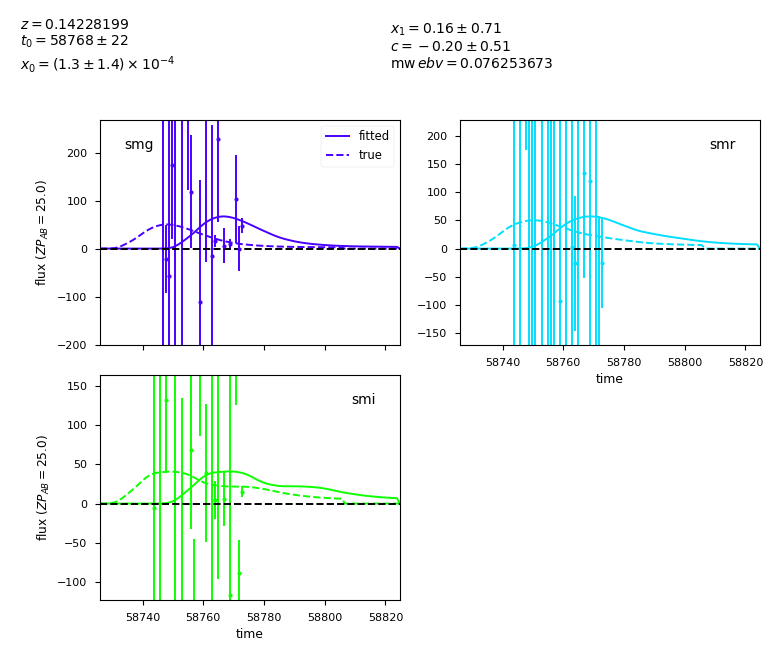 z = 0.14228199
t₀ = 58768 ± 22
x₀ = (1.3 ± 1.4) × 10⁻⁴
x₁ = 0.16 ± 0.71
c = −0.20 ± 0.51
mw ebv = 0.076253673
smg
fitted
true
200
100
0
−100
−200
flux (ZP_AB = 25.0)
smr
200
150
100
50
0
−50
−100
−150
58740 58760 58780 58800 58820
time
smi
150
100
50
0
−50
−100
flux (ZP_AB = 25.0)
58740 58760 58780 58800 58820
time